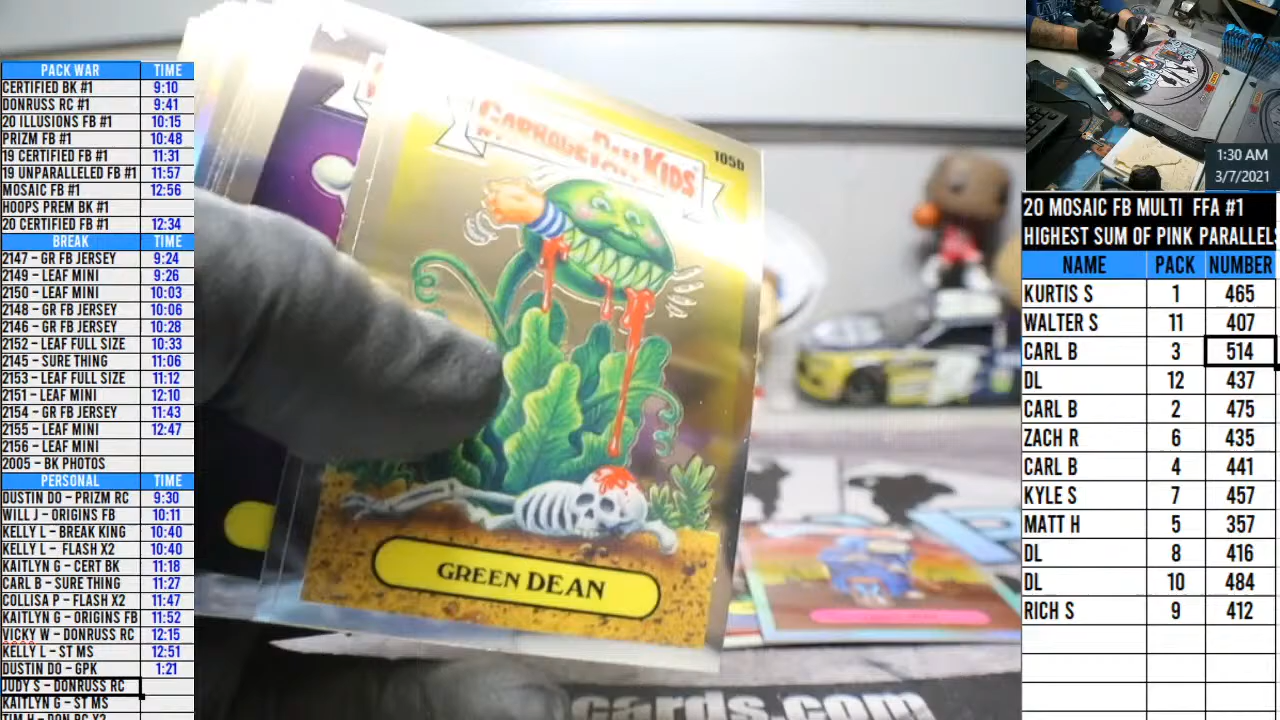 PACK WAR TIME
CERTIFIED BK #1 9:10
DONRUSS RC #1 9:41
20 ILLUSIONS FB #1 10:15
PRIZM FB #1 10:48
19 CERTIFIED FB #1 11:31
19 UNPARALLELED FB #1 11:57
MOSAIC FB #1 12:56
HOOPS PREM BK #1
20 CERTIFIED FB #1 12:34
BREAK TIME
2147 - GR FB JERSEY 9:24
2149 - LEAF MINI 9:26
2150 - LEAF MINI 10:03
2148 - GR FB JERSEY 10:06
2146 - GR FB JERSEY 10:28
2152 - LEAF FULL SIZE 10:33
2145 - SURE THING 11:06
2153 - LEAF FULL SIZE 11:12
2151 - LEAF MINI 12:10
2154 - GR FB JERSEY 11:43
2155 - LEAF MINI 12:47
2156 - LEAF MINI
2005 - BK PHOTOS
PERSONAL TIME
DUSTIN DO - PRIZM RC 9:30
WILL J - ORIGINS FB 10:11
KELLY L - BREAK KING 10:40
KELLY L - FLASH X2 10:40
KAITLYN G - CERT BK 11:18
CARL B - SURE THING 11:27
COLLISA P - FLASH X2 11:47
KAITLYN G - ORIGINS FB 11:52
VICKY W - DONRUSS RC 12:15
KELLY L - ST MS 12:51
DUSTIN DO - GPK 1:21
JUDY S - DONRUSS RC
KAITLYN G - ST MS
TIM H - DON RC X2
GARBAGE PAIL KIDS
105b
GREEN DEAN
cards.com
1:30 AM
3/7/2021
20 MOSAIC FB MULTI FFA #1
HIGHEST SUM OF PINK PARALLELS
NAME PACK NUMBER
KURTIS S 1 465
WALTER S 11 407
CARL B 3 514
DL 12 437
CARL B 2 475
ZACH R 6 435
CARL B 4 441
KYLE S 7 457
MATT H 5 357
DL 8 416
DL 10 484
RICH S 9 412